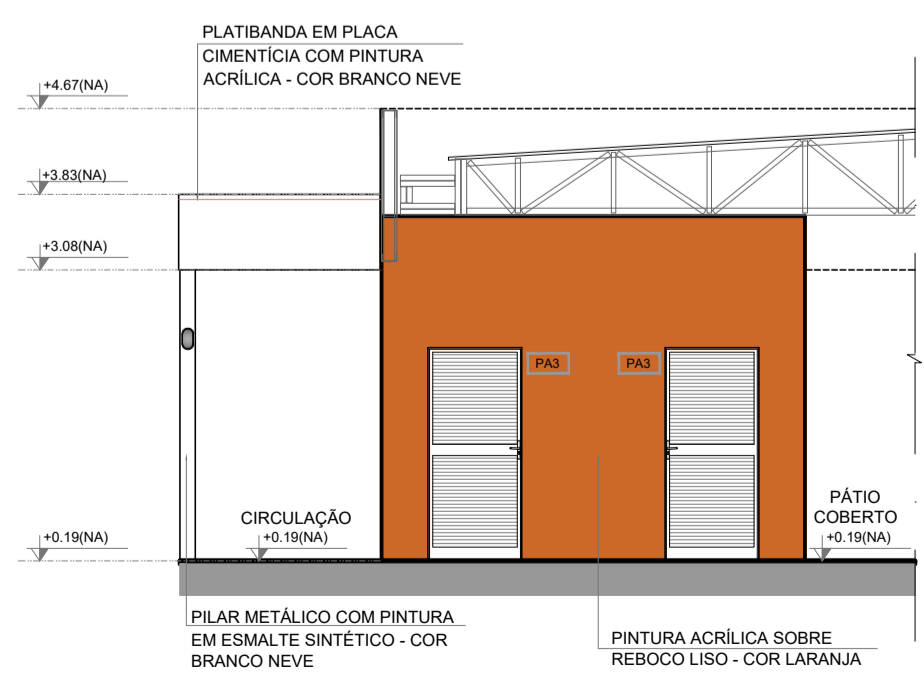 PLATIBANDA EM PLACA
CIMENTÍCIA COM PINTURA
ACRÍLICA - COR BRANCO NEVE
+4.67(NA)
+3.83(NA)
+3.08(NA)
PA3
PA3
CIRCULAÇÃO
+0.19(NA)
+0.19(NA)
PÁTIO
COBERTO
+0.19(NA)
PILAR METÁLICO COM PINTURA
EM ESMALTE SINTÉTICO - COR
BRANCO NEVE
PINTURA ACRÍLICA SOBRE
REBOCO LISO - COR LARANJA